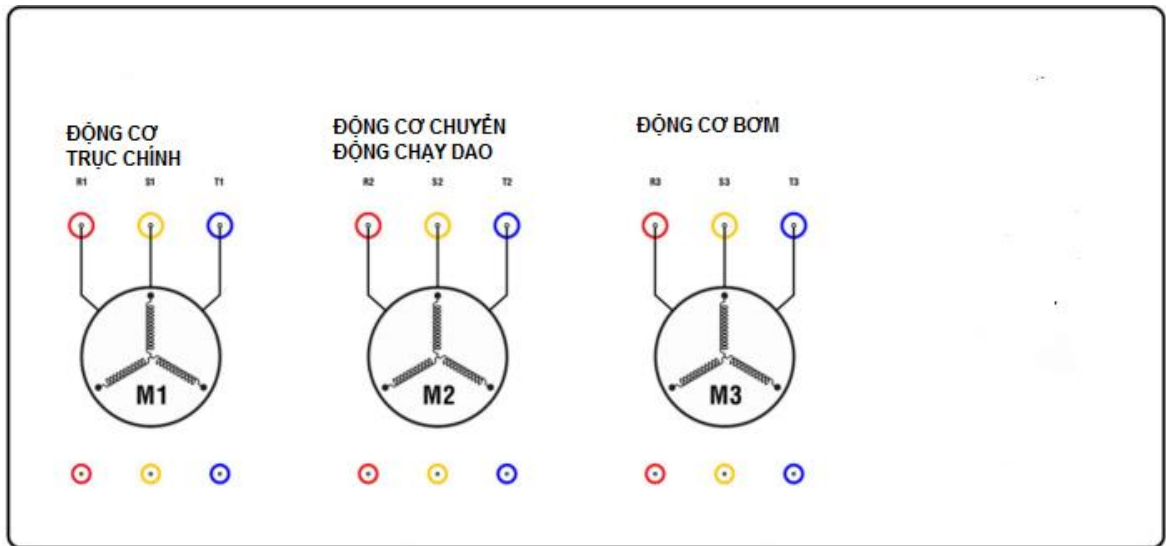 ĐỘNG CƠ
TRỤC CHÍNH
ĐỘNG CƠ CHUYỂN
ĐỘNG CHẠY DAO
ĐỘNG CƠ BƠM
R1 S1 T1
R2 S2 T2
R3 S3 T3
M1
M2
M3